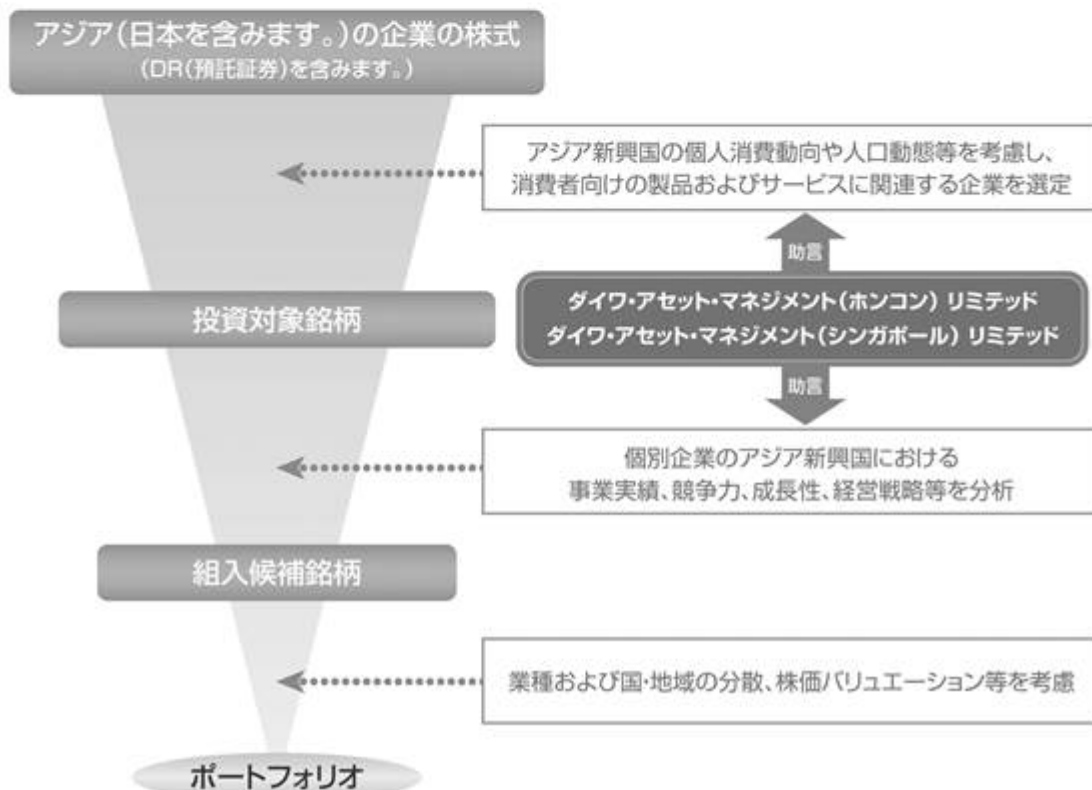 アジア(日本を含みます。)の企業の株式
(DR(預託証券)を含みます。)
アジア新興国の個人消費動向や人口動態等を考慮し、
消費者向けの製品およびサービスに関連する企業を選定
助言
投資対象銘柄
ダイワ・アセット・マネジメント(ホンコン) リミテッド
ダイワ・アセット・マネジメント(シンガポール) リミテッド
助言
個別企業のアジア新興国における
事業実績、競争力、成長性、経営戦略等を分析
組入候補銘柄
業種および国・地域の分散、株価バリュエーション等を考慮
ポートフォリオ